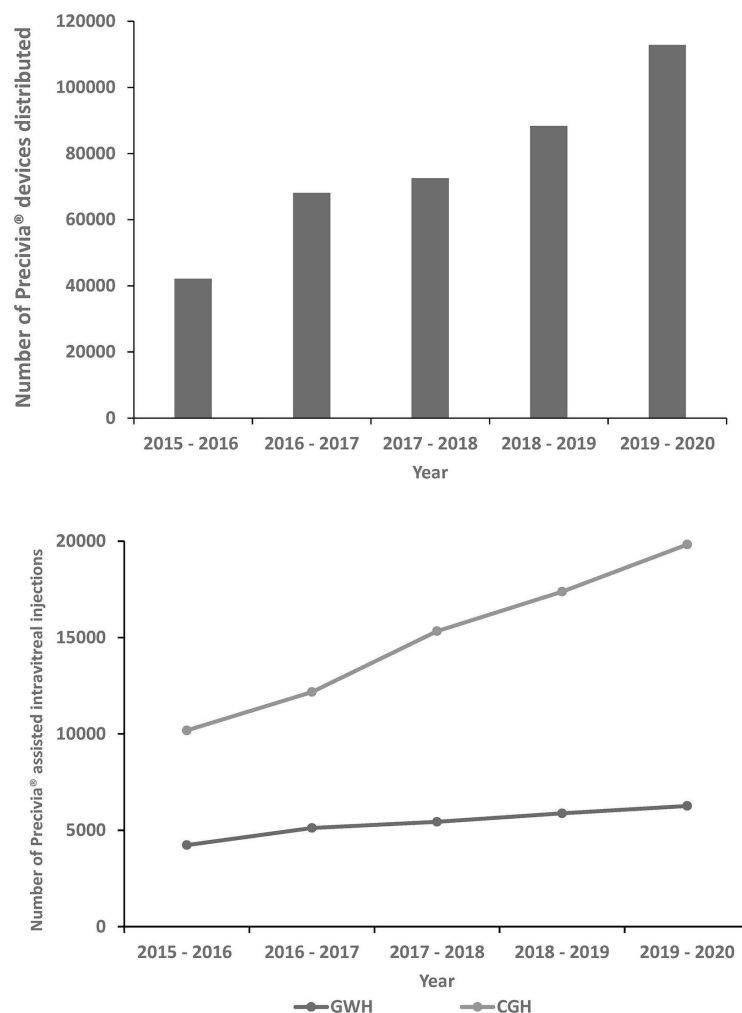 Number of Precivia® devices distributed
120000
100000
80000
60000
40000
20000
0
2015 - 2016 2016 - 2017 2017 - 2018 2018 - 2019 2019 - 2020
Year
Number of Precivia® assisted intravitreal injections
20000
15000
10000
5000
0
2015 - 2016 2016 - 2017 2017 - 2018 2018 - 2019 2019 - 2020
Year
GWH CGH